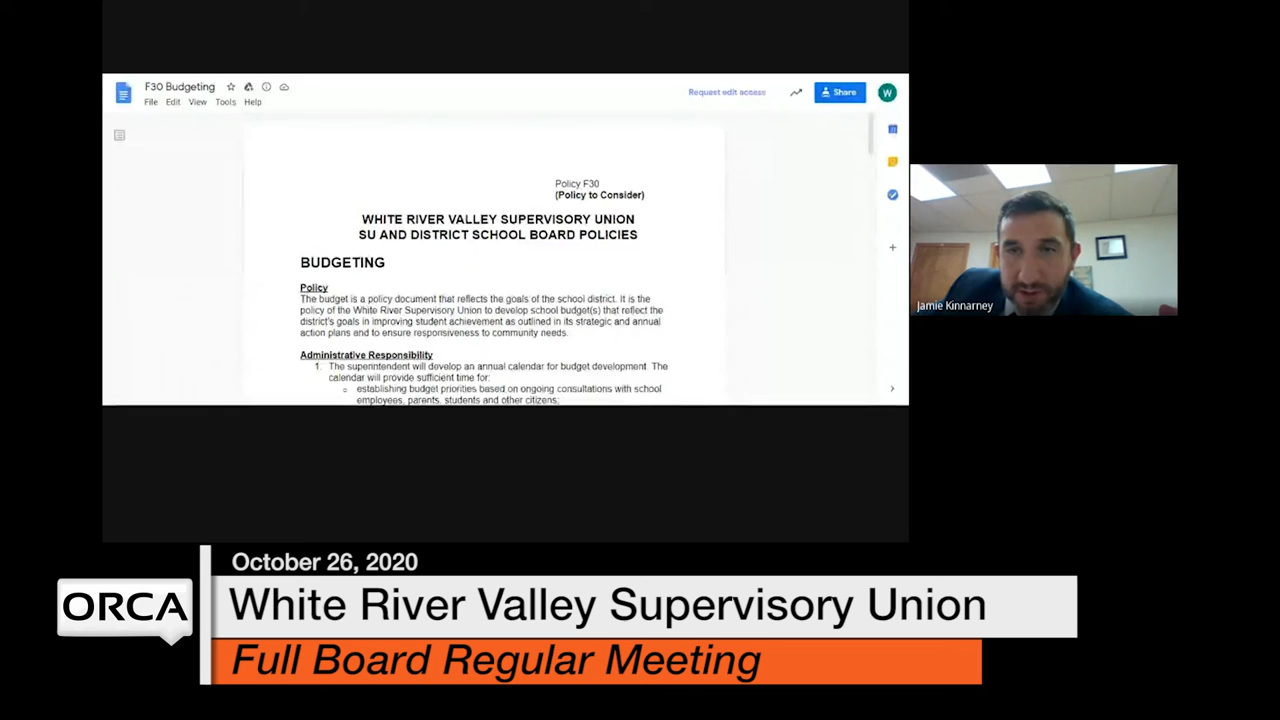 F30 Budgeting
File Edit View Tools Help
Request edit access
Share
W
Policy F30
(Policy to Consider)
WHITE RIVER VALLEY SUPERVISORY UNION
SU AND DISTRICT SCHOOL BOARD POLICIES
BUDGETING
Policy
The budget is a policy document that reflects the goals of the school district. It is the
policy of the White River Supervisory Union to develop school budget(s) that reflect the
district's goals in improving student achievement as outlined in its strategic and annual
action plans and to ensure responsiveness to community needs.
Administrative Responsibility
1. The superintendent will develop an annual calendar for budget development. The
calendar will provide sufficient time for:
○ establishing budget priorities based on ongoing consultations with school
employees, parents, students and other citizens;
Jamie Kinnarney
October 26, 2020
ORCA
White River Valley Supervisory Union
Full Board Regular Meeting